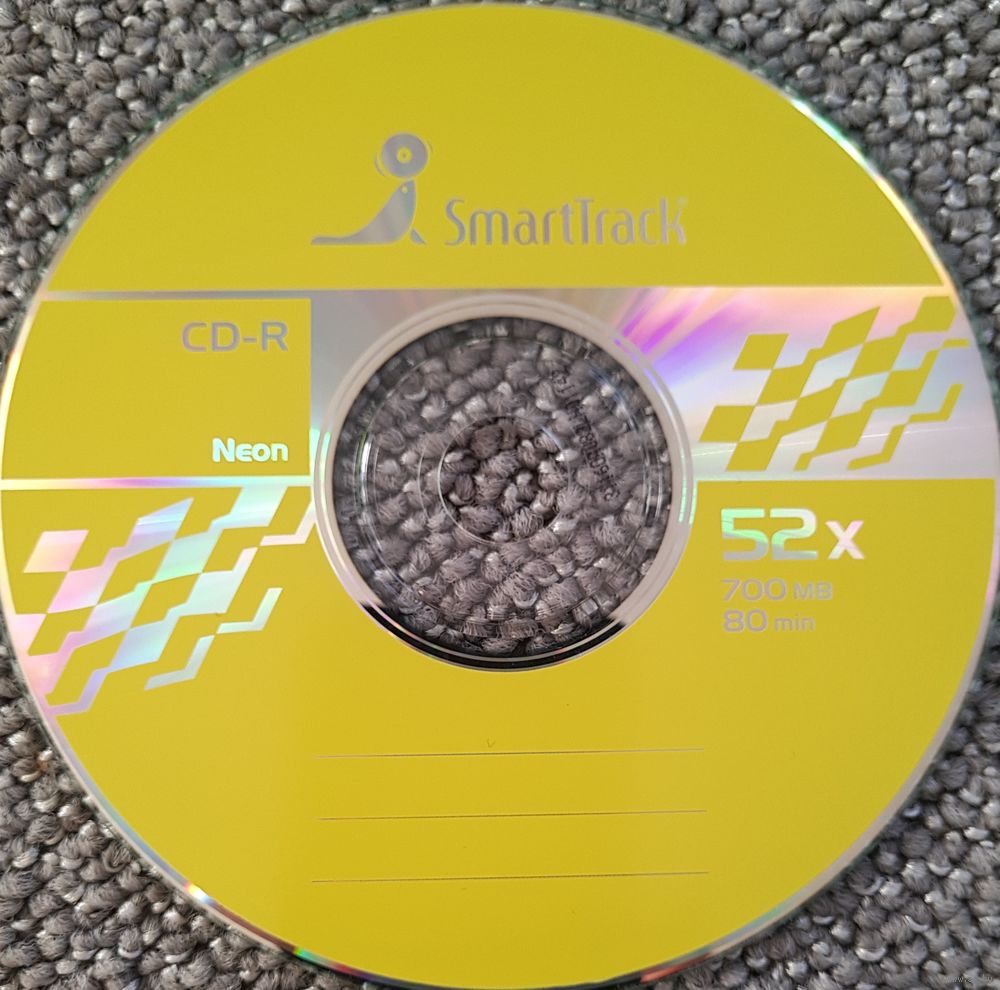 SmartTrack
CD-R
Neon
52x
700 MB
80 min